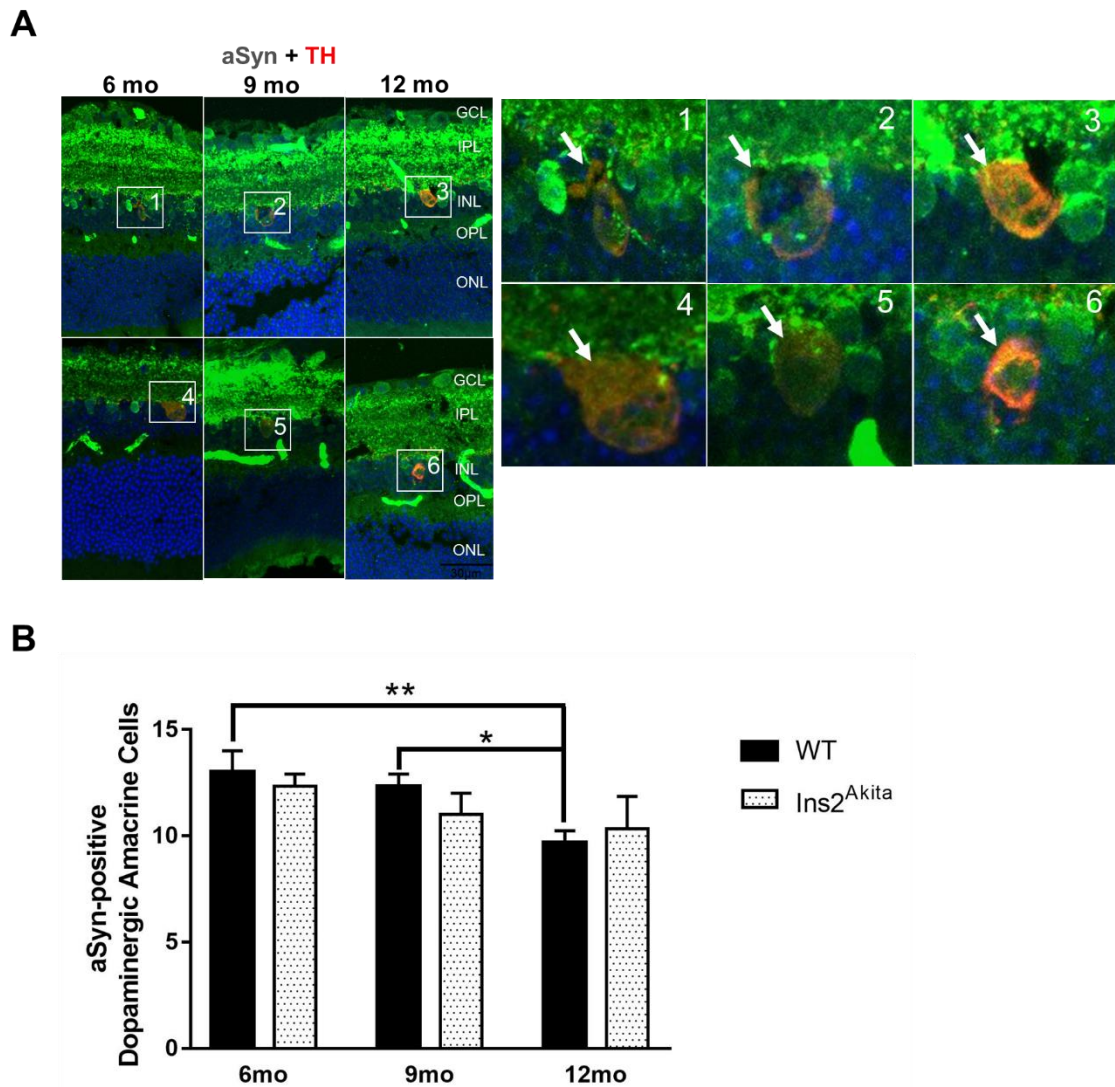 A
aSyn + TH
6 mo 9 mo 12 mo
GCL
IPL
1 2 3 INL
OPL
ONL
GCL
4 IPL
5
6 INL
OPL
ONL
30µm
1 2 3
4 5 6
B
**
*
15
10
5
0
aSyn-positive
Dopaminergic Amacrine Cells
6mo 9mo 12mo
WT
Ins2^Akita